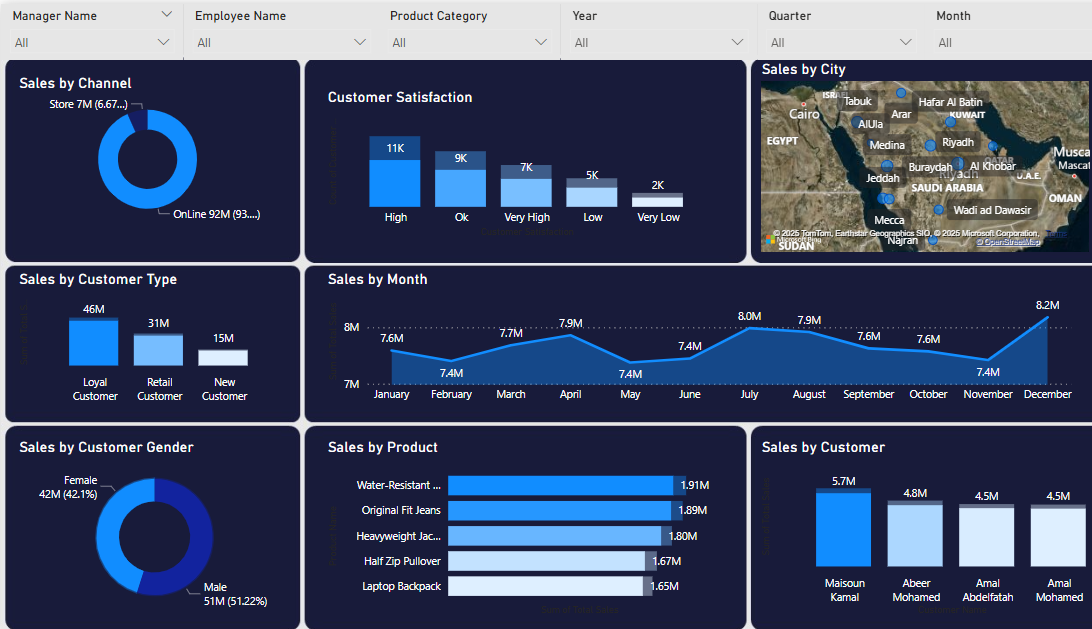 Manager Name
Employee Name
Product Category
Year
Quarter
Month
All
All
All
All
All
All
Sales by Channel
Store 7M (6.67...)
OnLine 92M (93....)
Customer Satisfaction
11K
9K
7K
5K
2K
High
Ok
Very High
Low
Very Low
Sales by City
Cairo
Tabuk
Hafar Al Batin
Arar
KUWAIT
AlUla
EGYPT
Medina
Riyadh
Buraydah
Al Khobar
QATAR
Riyadh
Jeddah
SAUDI ARABIA
U.A.E.
OMAN
Mecca
Wadi ad Dawasir
Najran
SUDAN
© 2025 TomTom, Earthstar Geographics SIO, © 2025 Microsoft Corporation,
© OpenStreetMap
Microsoft Bing
Sales by Customer Type
46M
31M
15M
Loyal
Customer
Retail
Customer
New
Customer
Sales by Month
8M
7M
7.6M
7.4M
7.7M
7.9M
7.4M
7.4M
8.0M
7.9M
7.6M
7.6M
7.4M
8.2M
January
February
March
April
May
June
July
August
September
October
November
December
Sales by Customer Gender
Female
42M (42.1%)
Male
51M (51.22%)
Sales by Product
Water-Resistant ...
1.91M
Original Fit Jeans
1.89M
Heavyweight Jac...
1.80M
Half Zip Pullover
1.67M
Laptop Backpack
1.65M
Sales by Customer
5.7M
4.8M
4.5M
4.5M
Maisoun
Kamal
Abeer
Mohamed
Amal
Abdelfatah
Amal
Mohamed